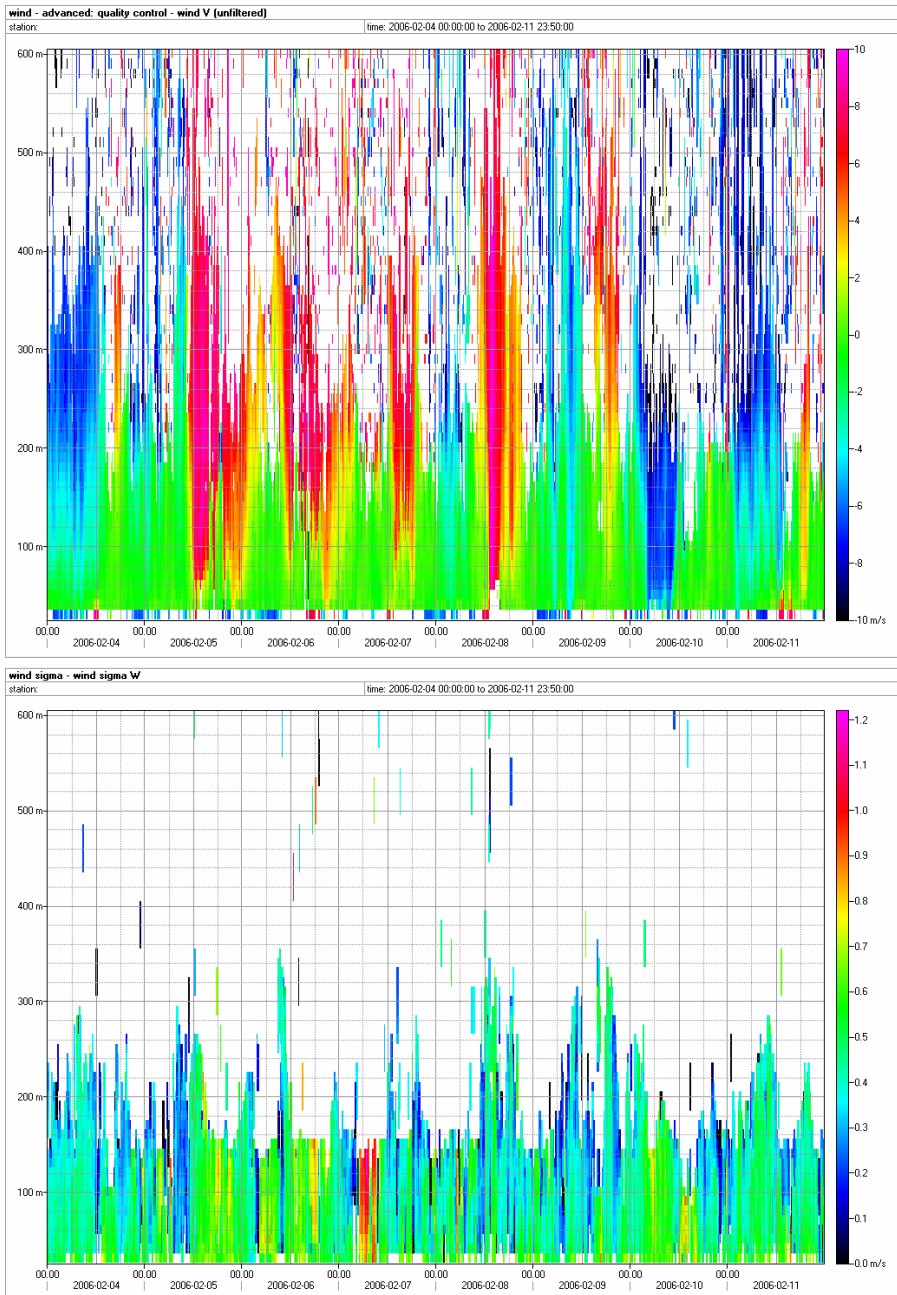 wind - advanced: quality control - wind V (unfiltered)
station: time: 2006-02-04 00:00:00 to 2006-02-11 23:50:00
600 m
500 m
400 m
300 m
200 m
100 m
10
8
6
4
2
0
-2
-4
-6
-8
-10 m/s
00:00 00:00 00:00 00:00 00:00 00:00 00:00 00:00
2006-02-04 2006-02-05 2006-02-06 2006-02-07 2006-02-08 2006-02-09 2006-02-10 2006-02-11
wind sigma - wind sigma W
station: time: 2006-02-04 00:00:00 to 2006-02-11 23:50:00
600 m
500 m
400 m
300 m
200 m
100 m
1.2
1.1
1.0
0.9
0.8
0.7
0.6
0.5
0.4
0.3
0.2
0.1
0.0 m/s
00:00 00:00 00:00 00:00 00:00 00:00 00:00 00:00
2006-02-04 2006-02-05 2006-02-06 2006-02-07 2006-02-08 2006-02-09 2006-02-10 2006-02-11